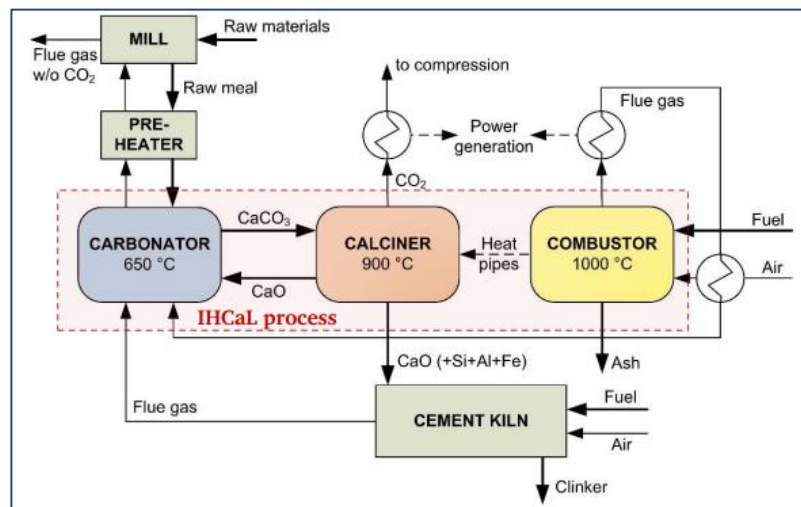 MILL
Raw materials
Flue gas
w/o CO₂
Raw meal
PRE-
HEATER
to compression
Flue gas
Power
generation
CO₂
CaCO₃
CARBONATOR
650 °C
CALCINER
900 °C
Heat
pipes
COMBUSTOR
1000 °C
Fuel
Air
CaO
IHCaL process
CaO (+Si+Al+Fe)
Ash
Flue gas
CEMENT KILN
Fuel
Air
Clinker